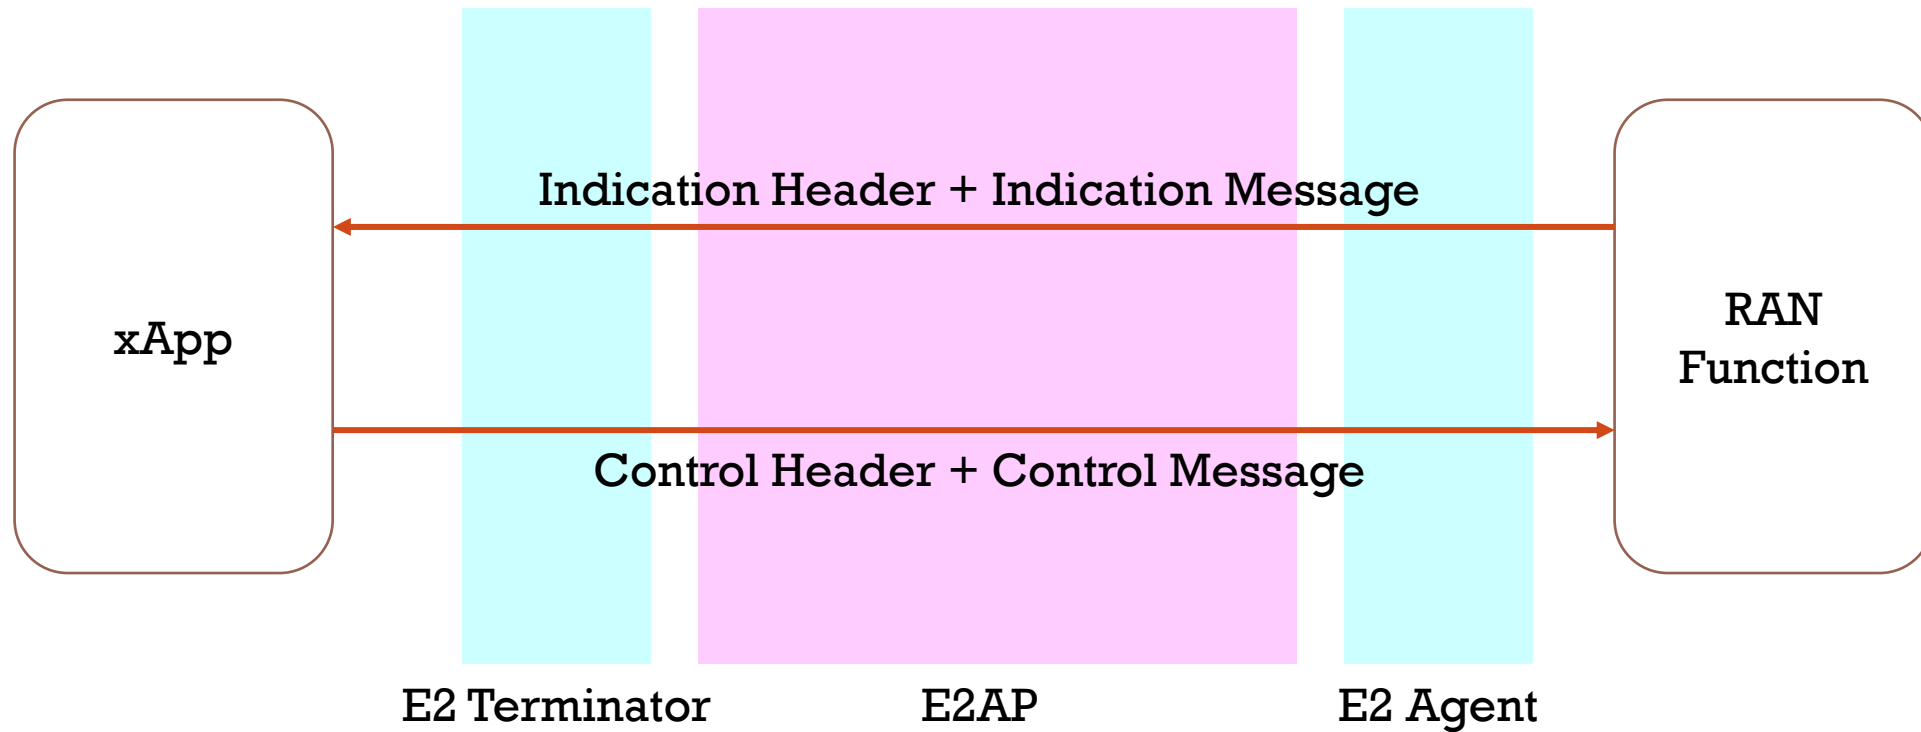 Indication Header + Indication Message
xApp
RAN
Function
Control Header + Control Message
E2 Terminator
E2AP
E2 Agent